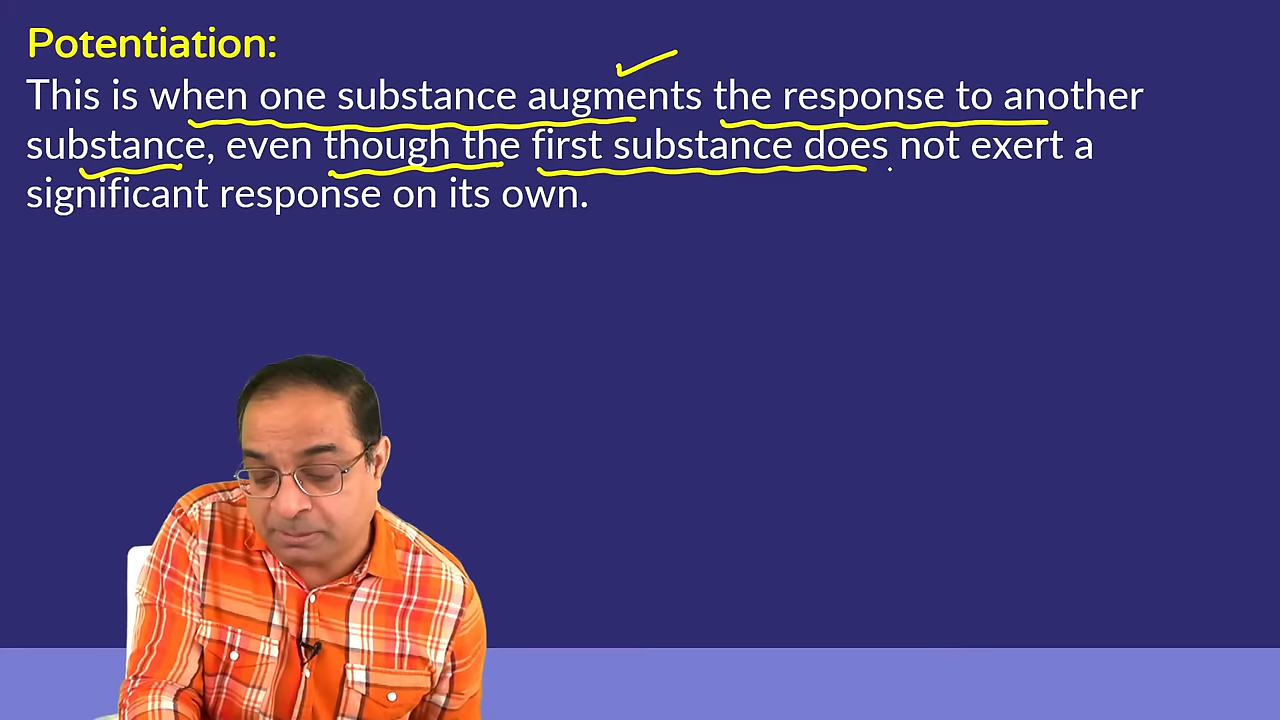 Potentiation:
This is when one substance augments the response to another
substance, even though the first substance does not exert a
significant response on its own.